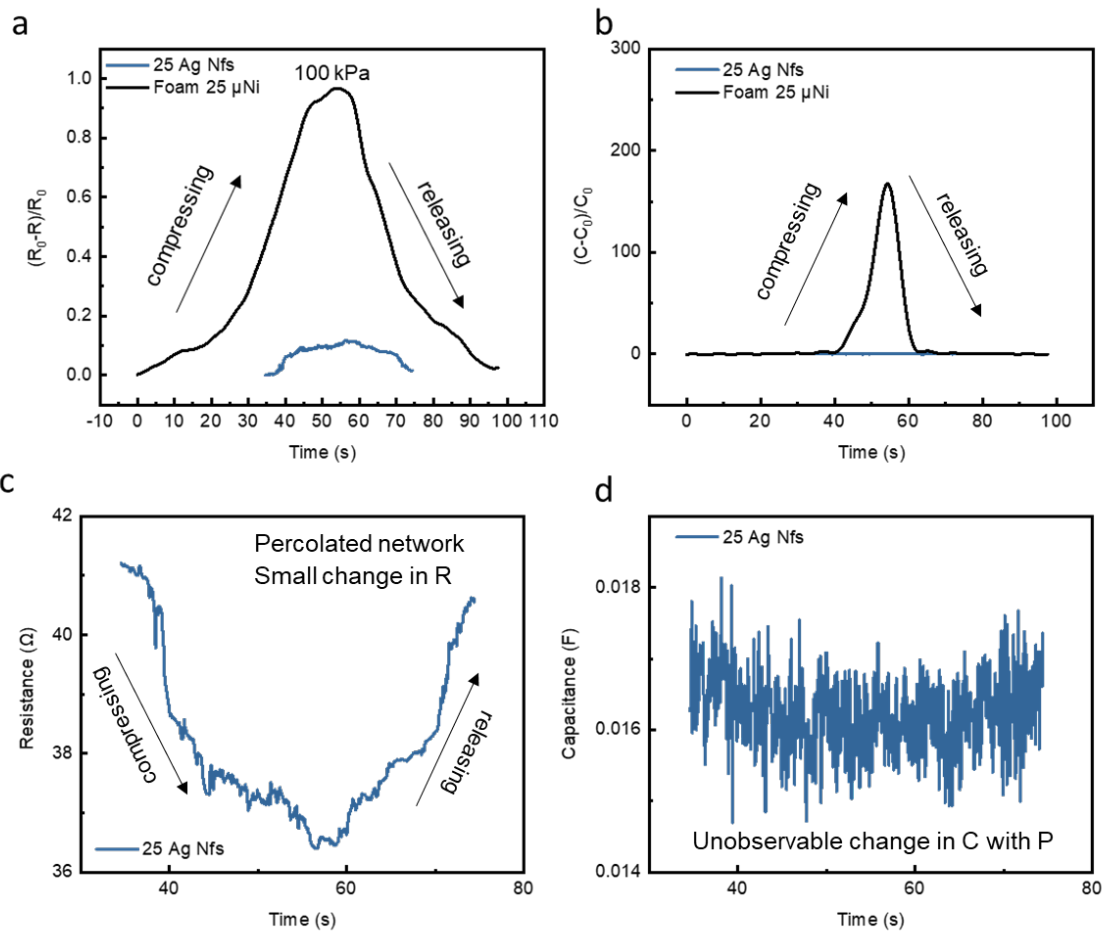 a
25 Ag Nfs
Foam 25 µNi
100 kPa
compressing
releasing
1.0
0.8
0.6
0.4
0.2
0.0
(R₀-R)/R₀
-10 0 10 20 30 40 50 60 70 80 90 100 110
Time (s)
b
25 Ag Nfs
Foam 25 µNi
compressing
releasing
300
200
100
0
(C-C₀)/C₀
0 20 40 60 80 100
Time (s)
c
Percolated network
Small change in R
compressing
releasing
25 Ag Nfs
42
40
38
36
Resistance (Ω)
40 60 80
Time (s)
d
25 Ag Nfs
Unobservable change in C with P
0.018
0.016
0.014
Capacitance (F)
40 60 80
Time (s)